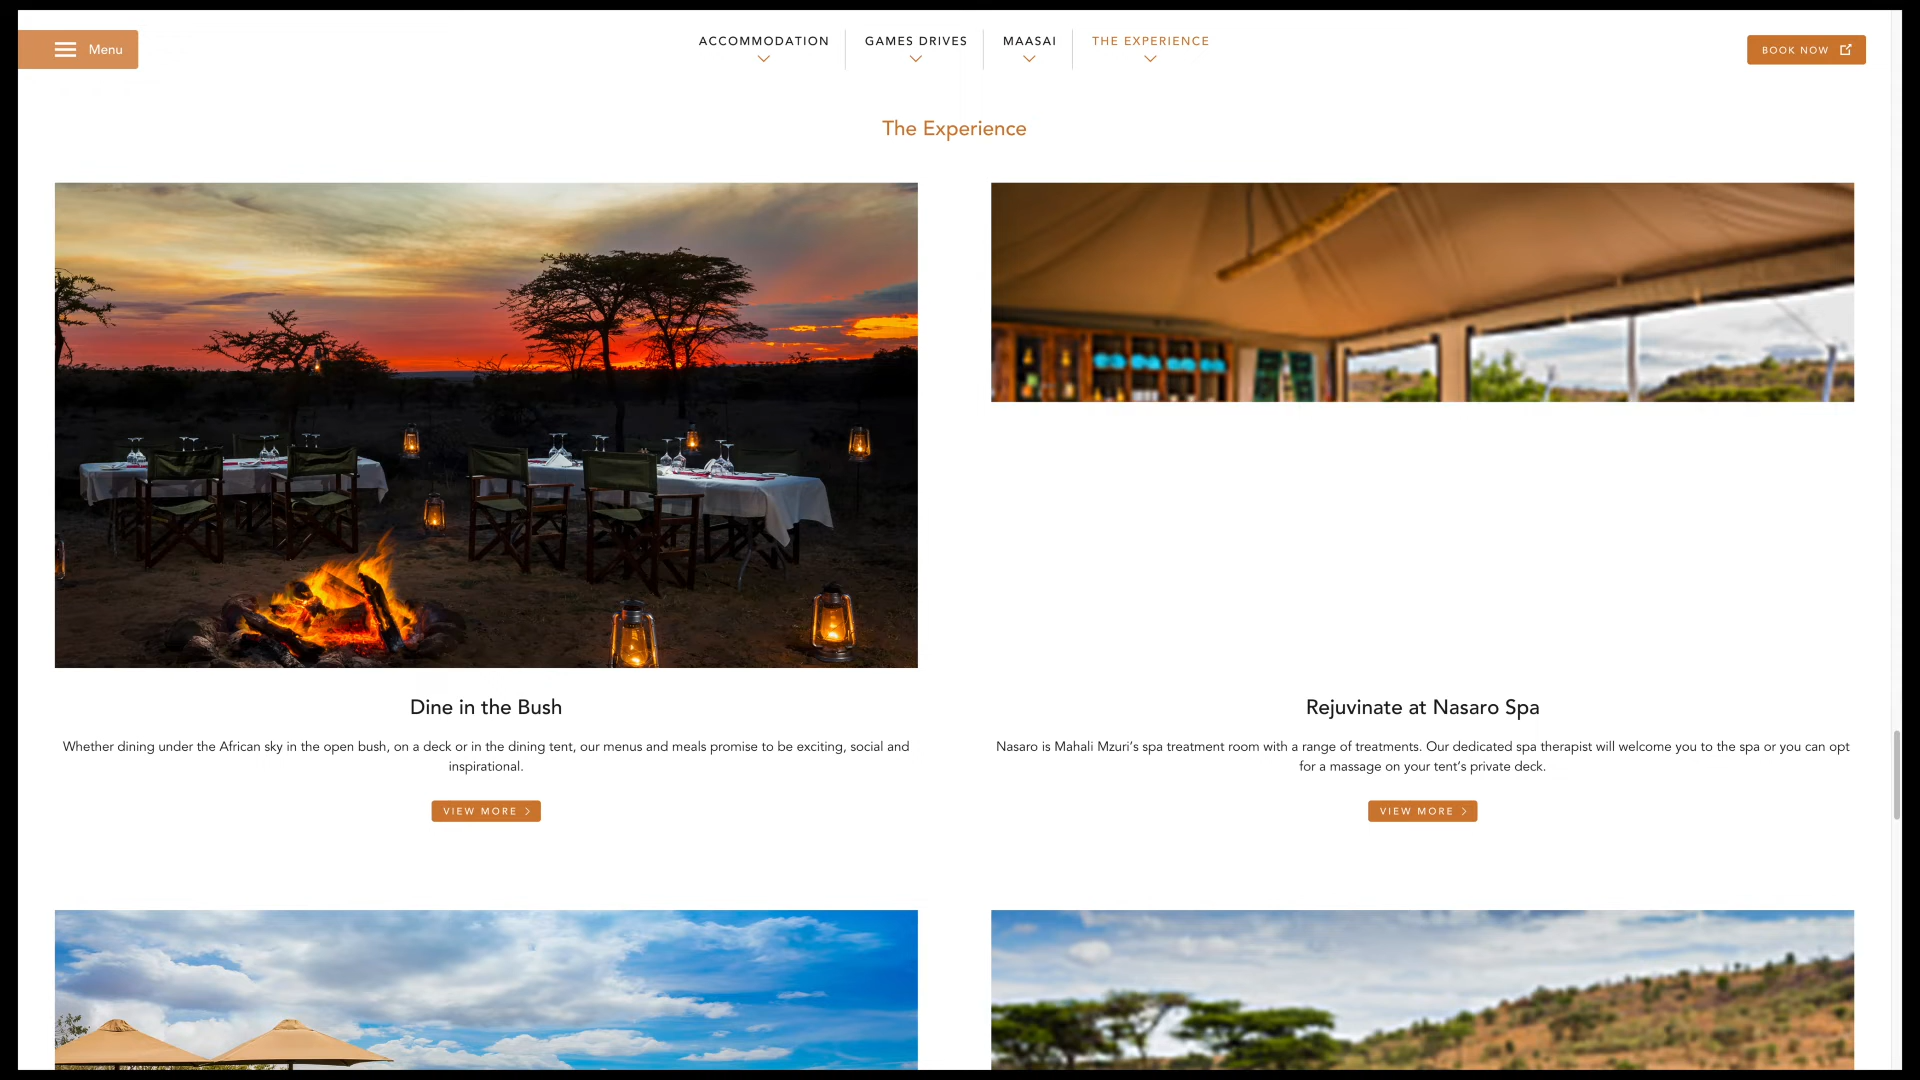 Menu
ACCOMMODATION
GAMES DRIVES
MAASAI
THE EXPERIENCE
BOOK NOW
The Experience
Dine in the Bush
Whether dining under the African sky in the open bush, on a deck or in the dining tent, our menus and meals promise to be exciting, social and
inspirational.
VIEW MORE
Rejuvinate at Nasaro Spa
Nasaro is Mahali Mzuri’s spa treatment room with a range of treatments. Our dedicated spa therapist will welcome you to the spa or you can opt
for a massage on your tent’s private deck.
VIEW MORE